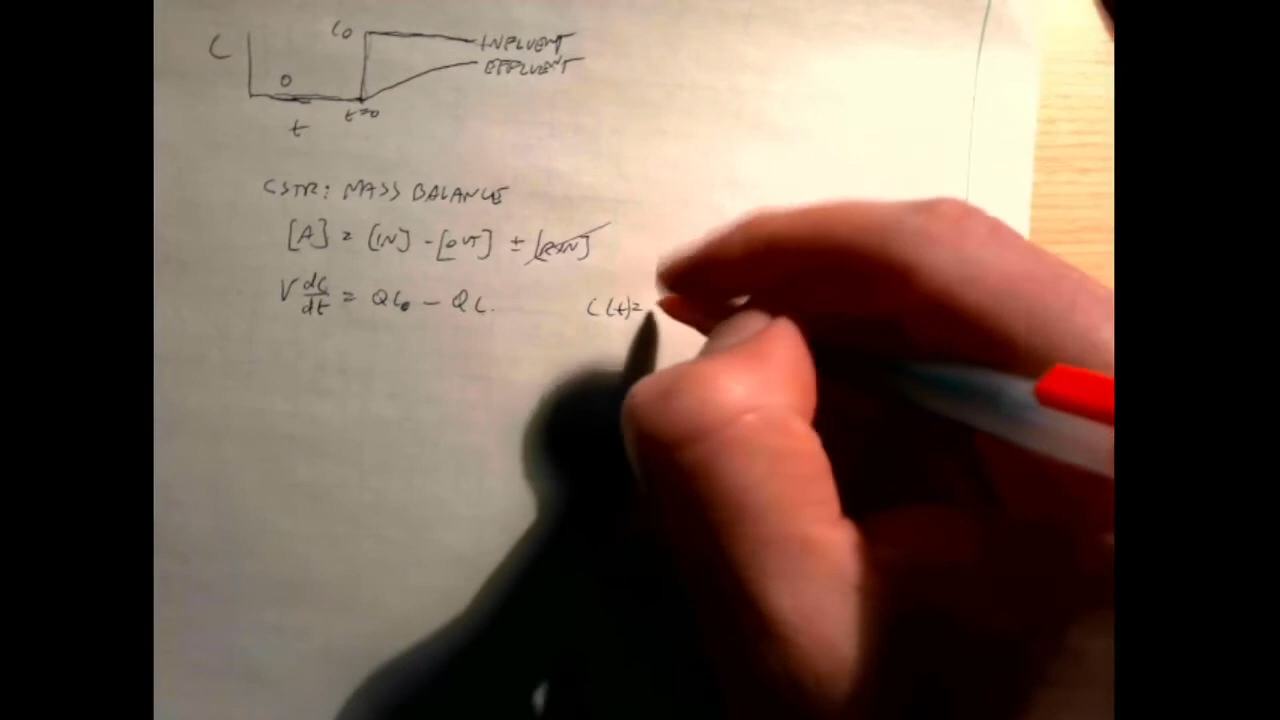 C0
C
INFLUENT
EFFLUENT
0
t=0
t
CSTR: MASS BALANCE
[A] = [IN] - [OUT] ± [RXN]
V dC/dt = QC0 - QC.
C(t)=